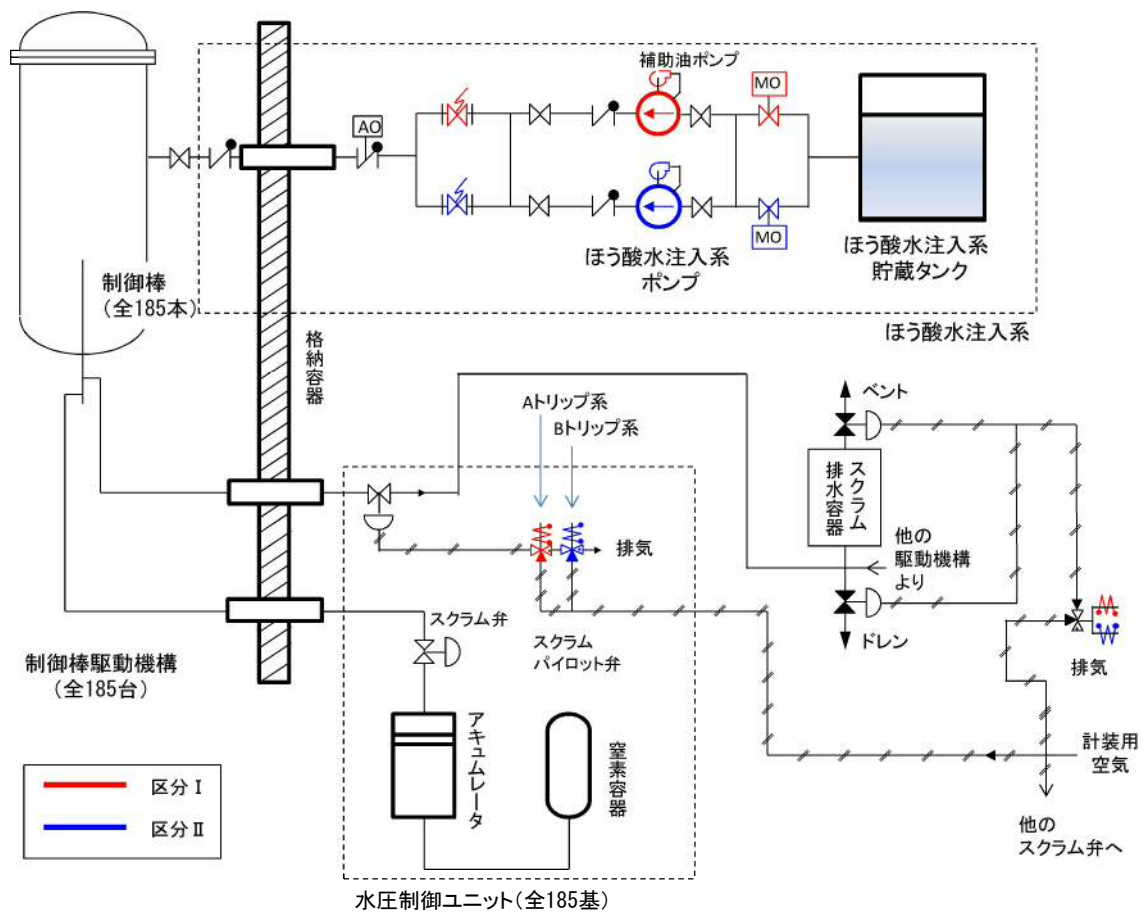 補助油ポンプ
MO
AO
MO
ほう酸水注入系
ポンプ
ほう酸水注入系
貯蔵タンク
制御棒
(全185本)
ほう酸水注入系
格納容器
Aトリップ系
Bトリップ系
ベント
スクラム
排水容器
排気
他の
駆動機構
より
スクラム弁
スクラム
パイロット弁
ドレン
排気
制御棒駆動機構
(全185台)
アキュムレータ
窒素容器
計装用
空気
区分Ⅰ
区分Ⅱ
他の
スクラム弁へ
水圧制御ユニット(全185基)